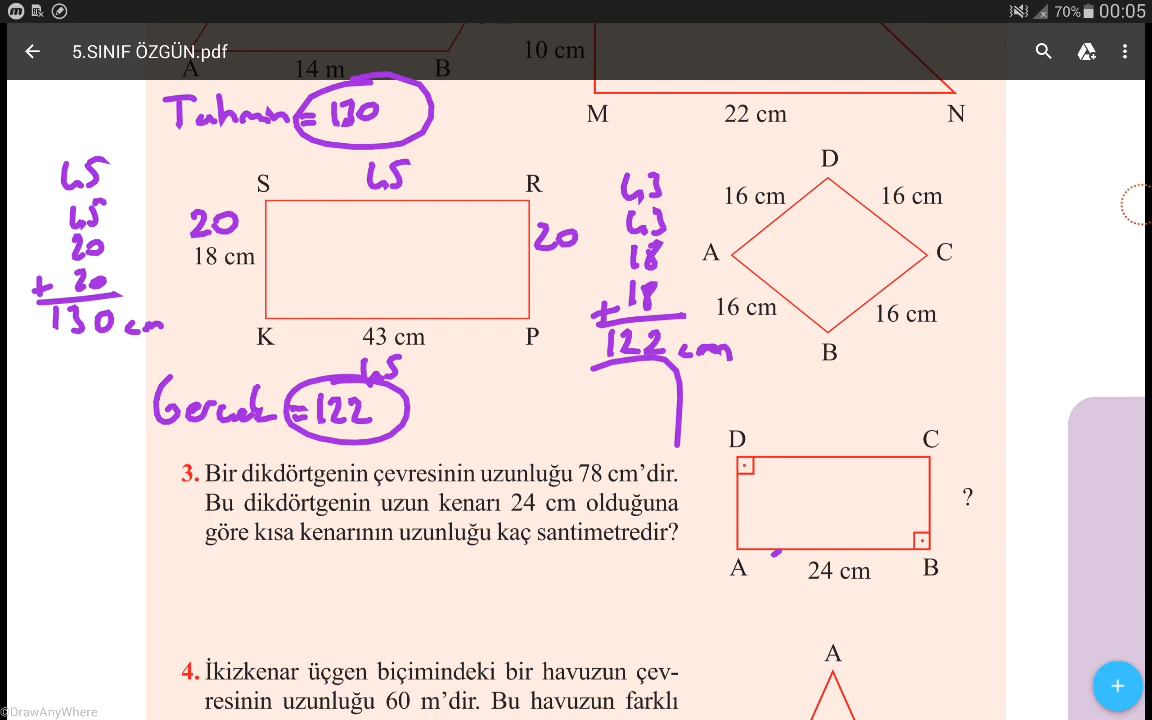 00:05
70%
5.SINIF ÖZGÜN.pdf
A
14 m
B
10 cm
M
22 cm
N
Tahmin = 130
45
45
20
+ 20
130 cm
S
45
R
20
18 cm
20
K
43 cm
P
45
Gercek = 122
43
43
18
+ 18
122 cm
D
16 cm
16 cm
A
C
16 cm
16 cm
B
3. Bir dikdörtgenin çevresinin uzunluğu 78 cm'dir.
Bu dikdörtgenin uzun kenarı 24 cm olduğuna
göre kısa kenarının uzunluğu kaç santimetredir?
D
C
?
A
24 cm
B
4. İkizkenar üçgen biçimindeki bir havuzun çev-
resinin uzunluğu 60 m'dir. Bu havuzun farklı
A
©DrawAnyWhere